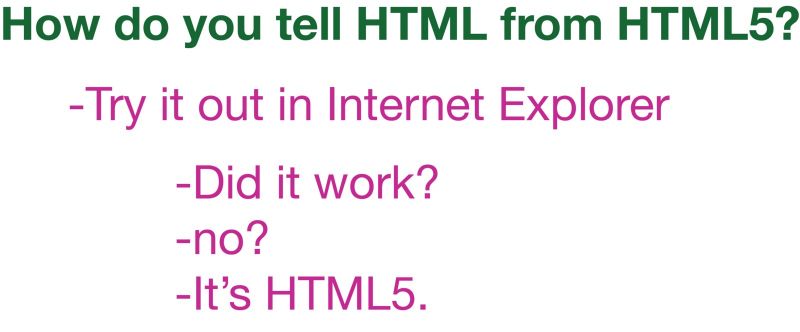 How do you tell HTML from HTML5?
-Try it out in Internet Explorer
-Did it work?
-no?
-It’s HTML5.